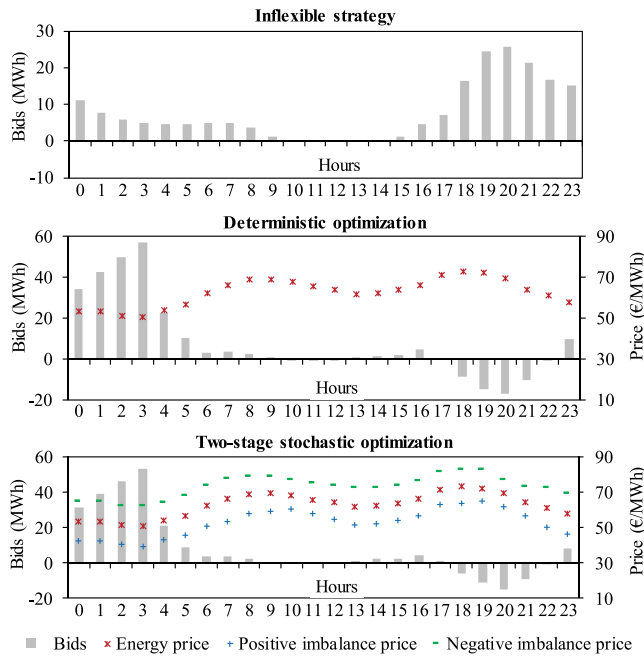 Inflexible strategy
30
20
10
0
-10
Bids (MWh)
Hours
0 1 2 3 4 5 6 7 8 9 10 11 12 13 14 15 16 17 18 19 20 21 22 23
Deterministic optimization
60
40
20
0
-20
Bids (MWh)
90
70
50
30
10
Price (€/MWh)
Hours
0 1 2 3 4 5 6 7 8 9 10 11 12 13 14 15 16 17 18 19 20 21 22 23
Two-stage stochastic optimization
60
40
20
0
-20
Bids (MWh)
90
70
50
30
10
Price (€/MWh)
Hours
0 1 2 3 4 5 6 7 8 9 10 11 12 13 14 15 16 17 18 19 20 21 22 23
Bids Energy price Positive imbalance price Negative imbalance price